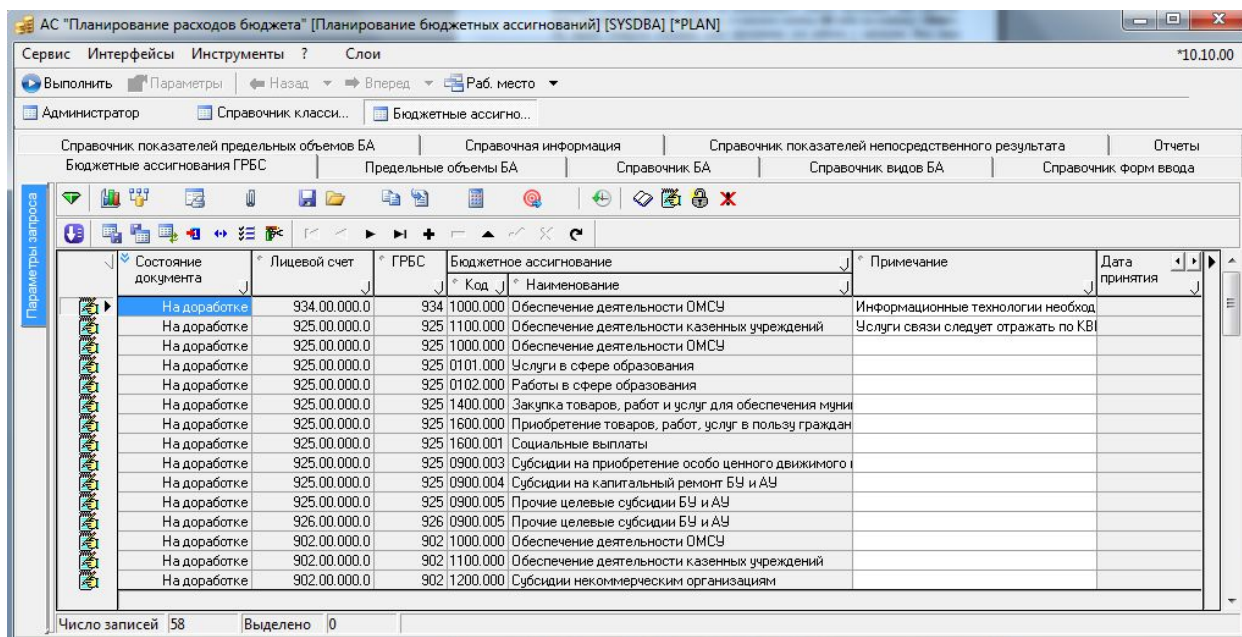 АС "Планирование расходов бюджета" [Планирование бюджетных ассигнований] [SYSDBA] [*PLAN]
Сервис Интерфейсы Инструменты ? Слои *10.10.00
Выполнить Параметры Назад Вперед Раб. место
Администратор Справочник класси... Бюджетные ассигно...
Справочник показателей предельных объемов БА Справочная информация Справочник показателей непосредственного результата Отчеты
Бюджетные ассигнования ГРБС Предельные объемы БА Справочник БА Справочник видов БА Справочник форм ввода
Параметры запроса
Состояние документа Лицевой счет ГРБС Бюджетное ассигнование Примечание Дата принятия
Код Наименование
На доработке 934.00.000.0 934 1000.000 Обеспечение деятельности ОМСУ Информационные технологии необход
На доработке 925.00.000.0 925 1100.000 Обеспечение деятельности казенных учреждений Услуги связи следует отражать по КВ
На доработке 925.00.000.0 925 1000.000 Обеспечение деятельности ОМСУ
На доработке 925.00.000.0 925 0101.000 Услуги в сфере образования
На доработке 925.00.000.0 925 0102.000 Работы в сфере образования
На доработке 925.00.000.0 925 1400.000 Закупка товаров, работ и услуг для обеспечения муни
На доработке 925.00.000.0 925 1600.000 Приобретение товаров, работ, услуг в пользу граждан
На доработке 925.00.000.0 925 1600.001 Социальные выплаты
На доработке 925.00.000.0 925 0900.003 Субсидии на приобретение особо ценного движимого
На доработке 925.00.000.0 925 0900.004 Субсидии на капитальный ремонт БУ и АУ
На доработке 925.00.000.0 925 0900.005 Прочие целевые субсидии БУ и АУ
На доработке 926.00.000.0 926 0900.005 Прочие целевые субсидии БУ и АУ
На доработке 902.00.000.0 902 1000.000 Обеспечение деятельности ОМСУ
На доработке 902.00.000.0 902 1100.000 Обеспечение деятельности казенных учреждений
На доработке 902.00.000.0 902 1200.000 Субсидии некоммерческим организациям
Число записей 58 Выделено 0